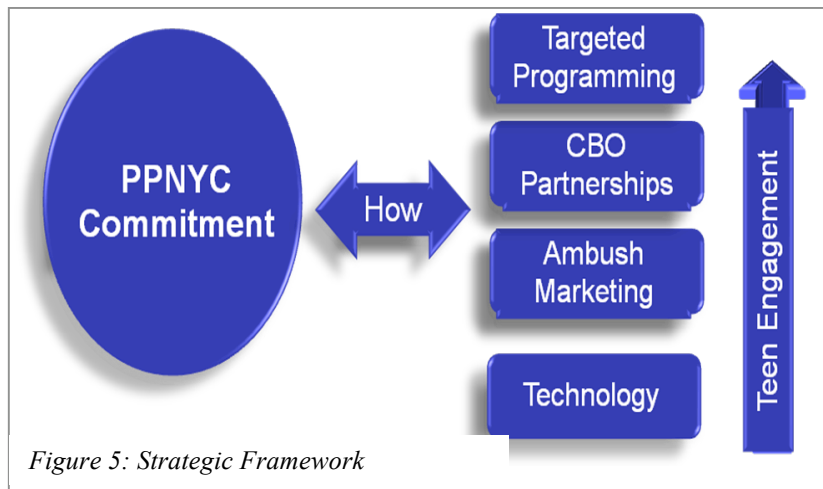 PPNYC
Commitment
How
Targeted
Programming
CBO
Partnerships
Ambush
Marketing
Technology
Teen Engagement
Figure 5: Strategic Framework